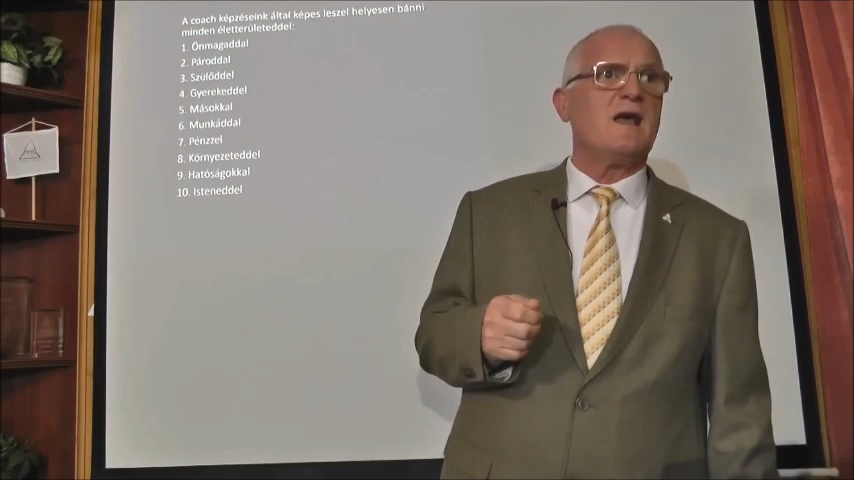 A coach képzéseink által képes leszel helyesen bánni
minden életterületeddel:
1. Önmagaddal
2. Pároddal
3. Szülőddel
4. Gyerekeddel
5. Másokkal
6. Munkáddal
7. Pénzzel
8. Környezeteddel
9. Hatóságokkal
10. Isteneddel